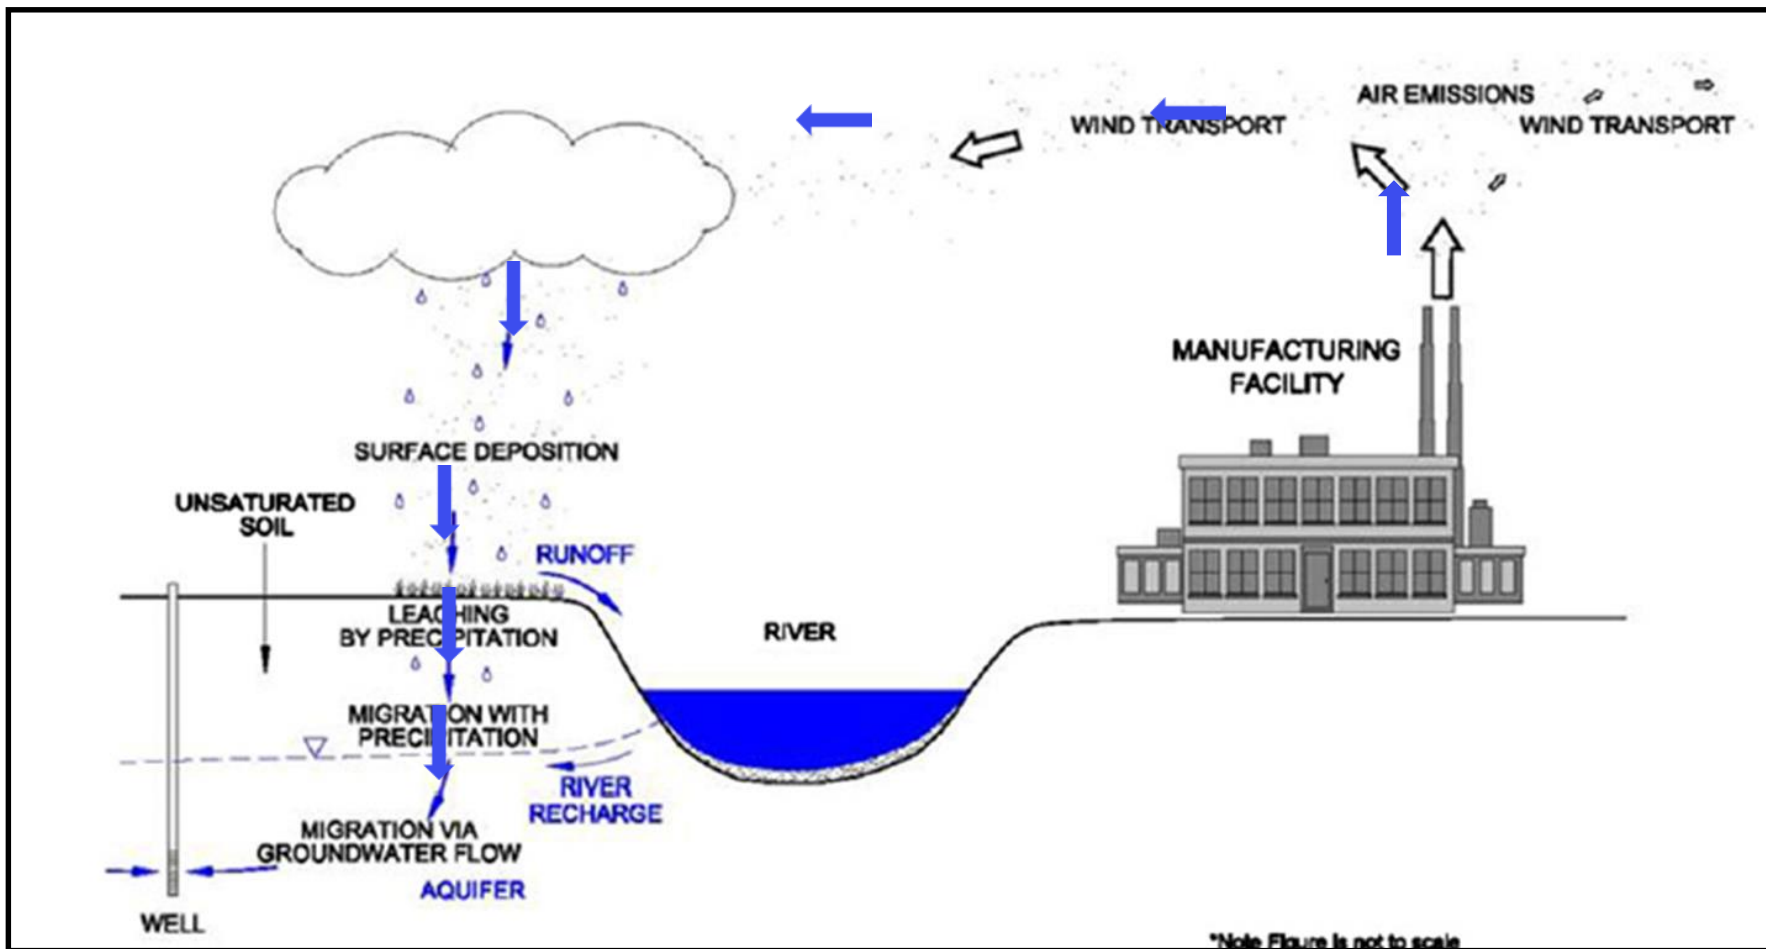 AIR EMISSIONS
WIND TRANSPORT
WIND TRANSPORT
MANUFACTURING
FACILITY
SURFACE DEPOSITION
UNSATURATED
SOIL
RUNOFF
LEACHING
BY PRECIPITATION
RIVER
MIGRATION WITH
PRECIPITATION
RIVER
RECHARGE
MIGRATION VIA
GROUNDWATER FLOW
AQUIFER
WELL
*Note Figure is not to scale